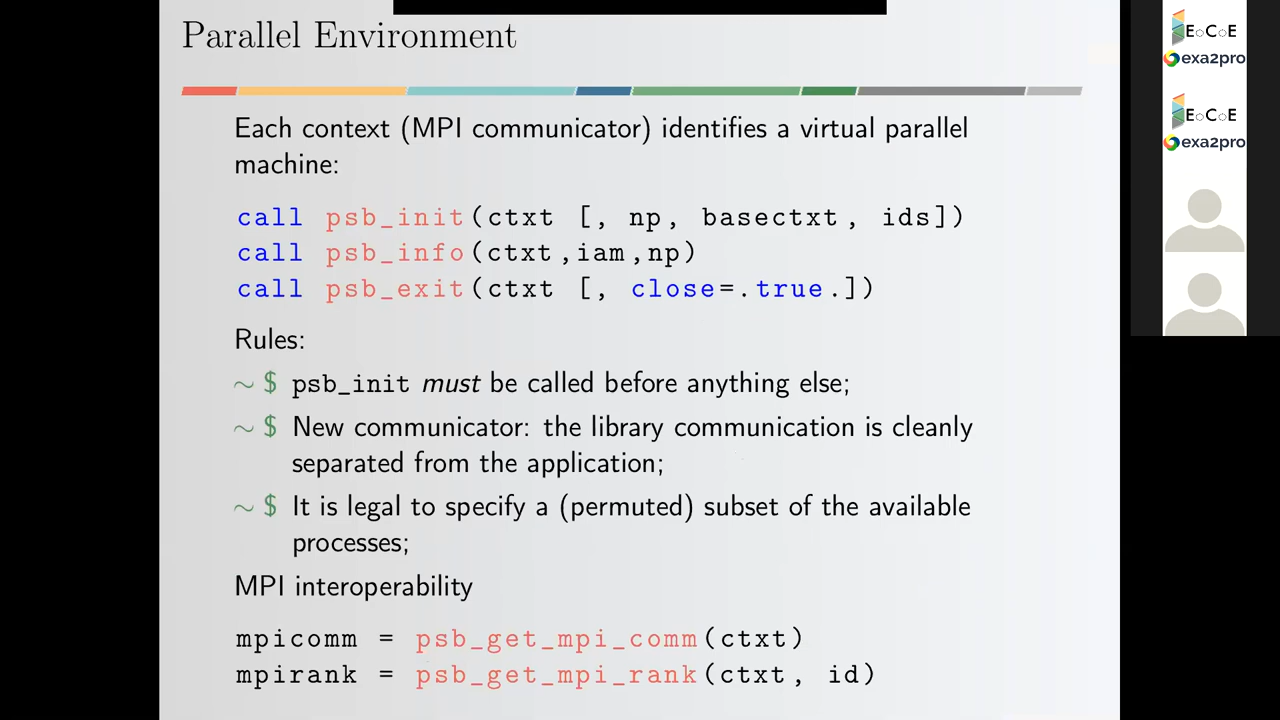 Parallel Environment
Each context (MPI communicator) identifies a virtual parallel
machine:
call psb_init(ctxt [, np, basectxt, ids])
call psb_info(ctxt,iam,np)
call psb_exit(ctxt [, close=.true.])
Rules:
~ $ psb_init must be called before anything else;
~ $ New communicator: the library communication is cleanly
separated from the application;
~ $ It is legal to specify a (permuted) subset of the available
processes;
MPI interoperability
mpicomm = psb_get_mpi_comm(ctxt)
mpirank = psb_get_mpi_rank(ctxt, id)
EoCoE
exa2pro
EoCoE
exa2pro